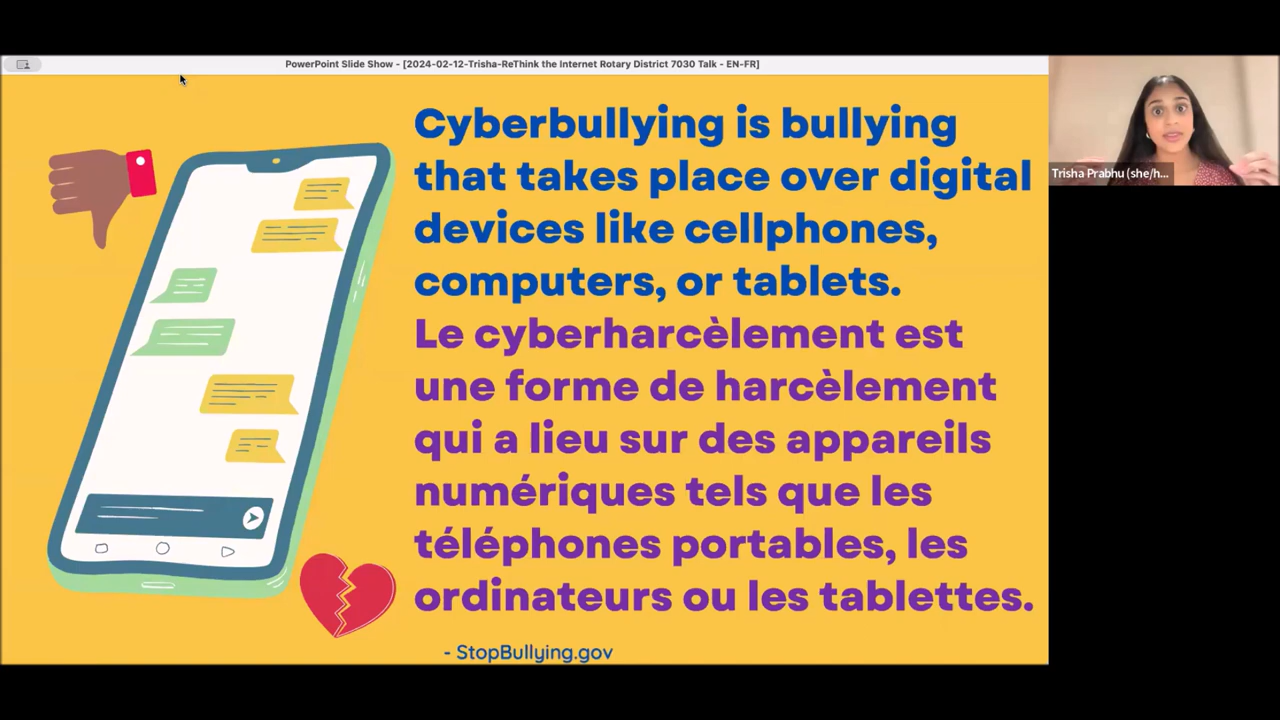 PowerPoint Slide Show - [2024-02-12-Trisha-ReThink the Internet Rotary District 7030 Talk - EN-FR]
Trisha Prabhu (she/h...
Cyberbullying is bullying
that takes place over digital
devices like cellphones,
computers, or tablets.
Le cyberharcèlement est
une forme de harcèlement
qui a lieu sur des appareils
numériques tels que les
téléphones portables, les
ordinateurs ou les tablettes.
- StopBullying.gov